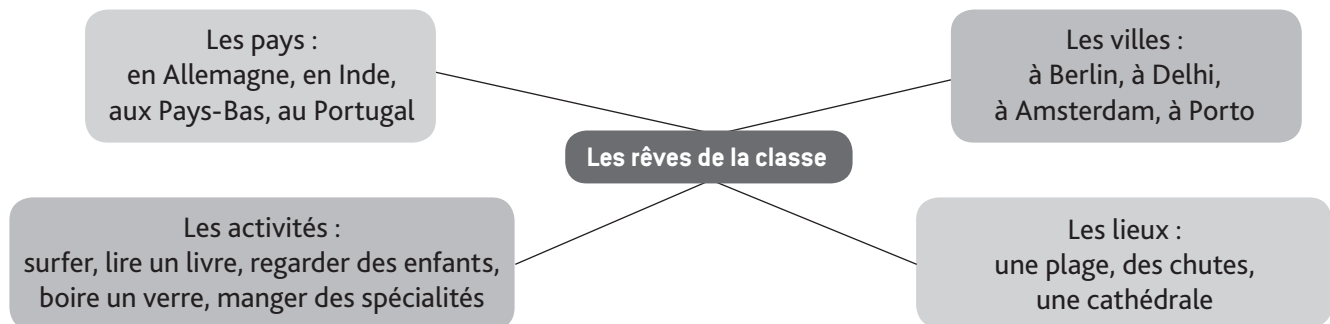 Les pays :
en Allemagne, en Inde,
aux Pays-Bas, au Portugal
Les villes :
à Berlin, à Delhi,
à Amsterdam, à Porto
Les rêves de la classe
Les activités :
surfer, lire un livre, regarder des enfants,
boire un verre, manger des spécialités
Les lieux :
une plage, des chutes,
une cathédrale